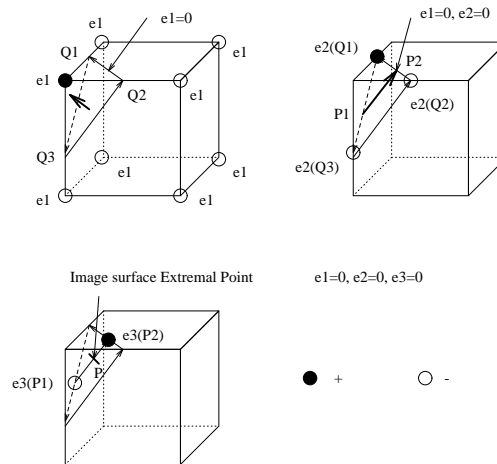 e1
e1=0
e1
Q1
e1
Q2
e1
Q3
e1
e1
e1
e1
e1=0, e2=0
e2(Q1)
P2
P1
e2(Q2)
e2(Q3)
Image surface Extremal Point
e1=0, e2=0, e3=0
e3(P2)
P
e3(P1)
+
-